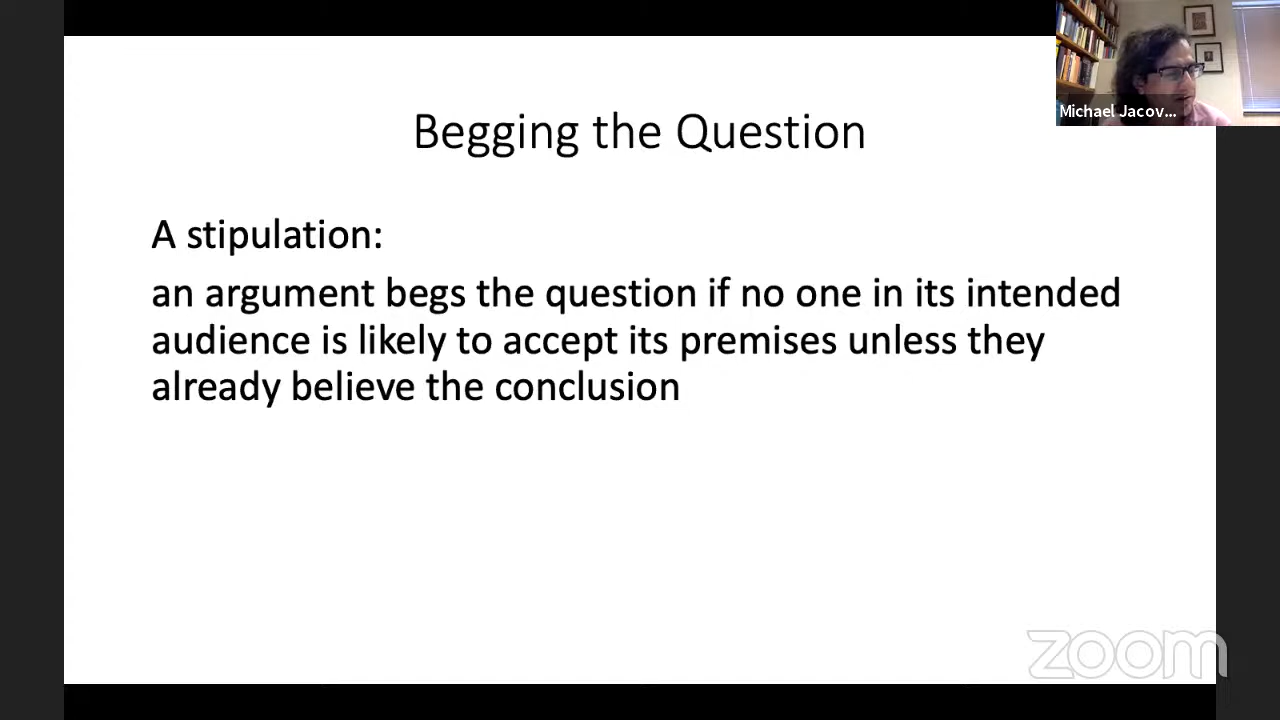 Michael Jacov...
Begging the Question
A stipulation:
an argument begs the question if no one in its intended
audience is likely to accept its premises unless they
already believe the conclusion
zoom